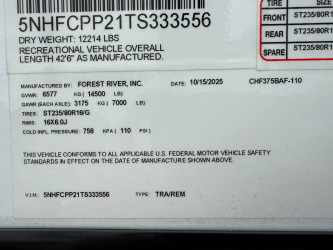 5NHFCPP21TS333556
DRY WEIGHT: 12214 LBS
RECREATIONAL VEHICLE OVERALL
LENGTH 42'6" AS MANUFACTURED.
TIRE SIZE
FRONT ST235/80R16
REAR ST235/80R
SPARE ST235/80R
MANUFACTURED BY: FOREST RIVER, INC. DATE: 10/15/2025 CHF375BAF-110
GVWR: 6577 KG ( 14500 LB)
GAWR (EACH AXLE): 3175 KG ( 7000 LB)
TIRES: ST235/80R16/G
RIMS: 16X6.0J
COLD INFL. PRESSURE: 758 KPA ( 110 PSI)
THIS VEHICLE CONFORMS TO ALL APPLICABLE U.S. FEDERAL MOTOR VEHICLE SAFETY
STANDARDS IN EFFECT ON THE DATE OF MANUFACTURE SHOWN ABOVE.
V.I.N: 5NHFCPP21TS333556 TYPE: TRA/REM